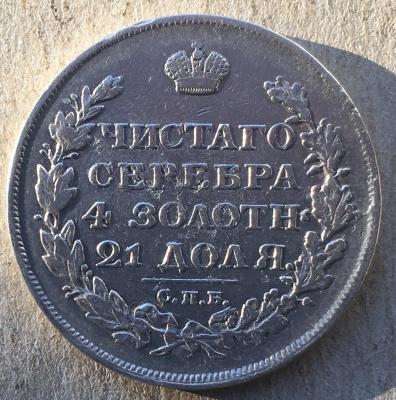 ЧИСТАГО
СЕРЕБРА
4 ЗОЛОТН
21 ДОЛЯ
С.П.Б.